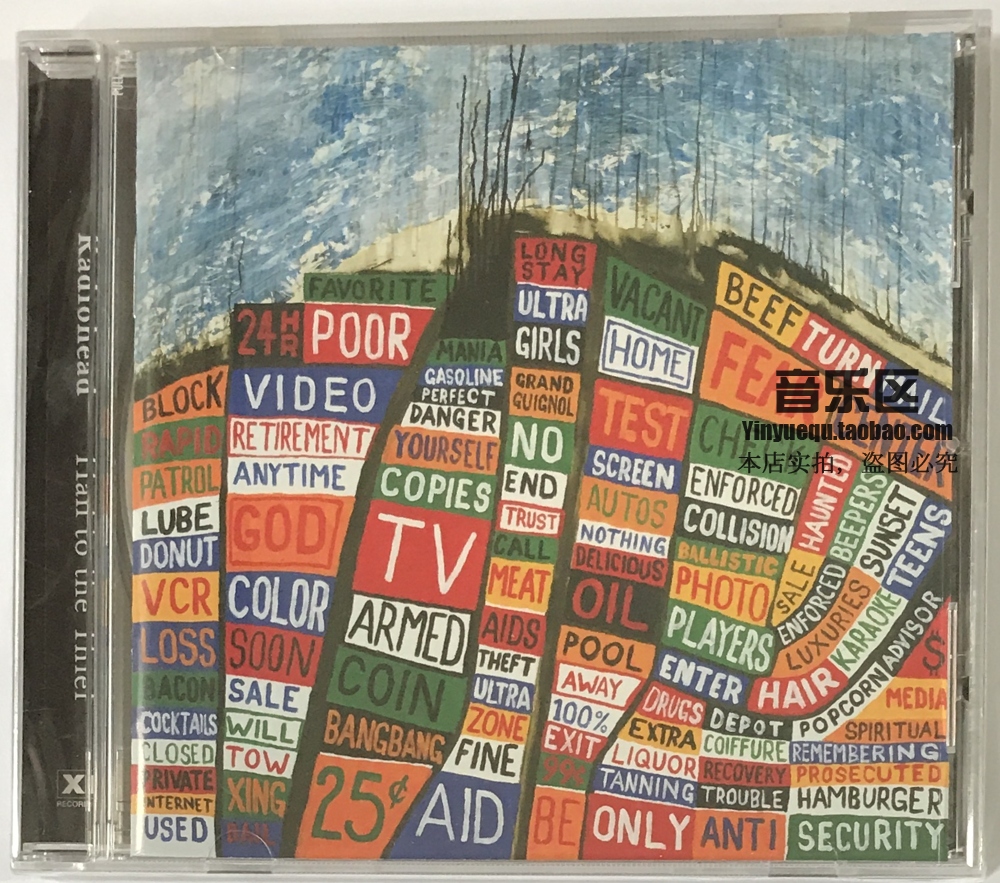 PULL
Radiohead Hail to the Thief
XL
RECORDINGS
FAVORITE
24HR
POOR
VIDEO
RETIREMENT
ANYTIME
GOD
COLOR
SOON
SALE
WILL
TOW
XING
BLOCK
RAPID
PATROL
LUBE
DONUT
VCR
LOSS
BACON
COCKTAILS
CLOSED
PRIVATE
INTERNET
USED
MANIA
GASOLINE
PERFECT
DANGER
YOURSELF
COPIES
TV
ARMED
COIN
BANGBANG
25¢
LONG
STAY
ULTRA
GIRLS
GRAND
GUIGNOL
NO
END
TRUST
CALL
MEAT
AIDS
THEFT
ULTRA
ZONE
FINE
AID
VACANT
HOME
TEST
SCREEN
AUTOS
NOTHING
DELICIOUS
OIL
POOL
AWAY
100%
EXIT
99¢
BE
BEEF
TURN
音乐区
Yinyuequ.taobao.com
本店实拍，盗图必究
ENFORCED
COLLISION
BALLISTIC
PHOTO
PLAYERS
ENTER
DRUGS
EXTRA
LIQUOR
TANNING
ONLY
SALE
HAUNTED
ENFORCED
BEEPERS
LUXURIES
SUNSET
HAIR
KARAOKE
TEENS
POPCORN
ADVISOR
$
MEDIA
SPIRITUAL
REMEMBERING
PROSECUTED
HAMBURGER
SECURITY
DEPOT
COIFFURE
RECOVERY
TROUBLE
ANTI